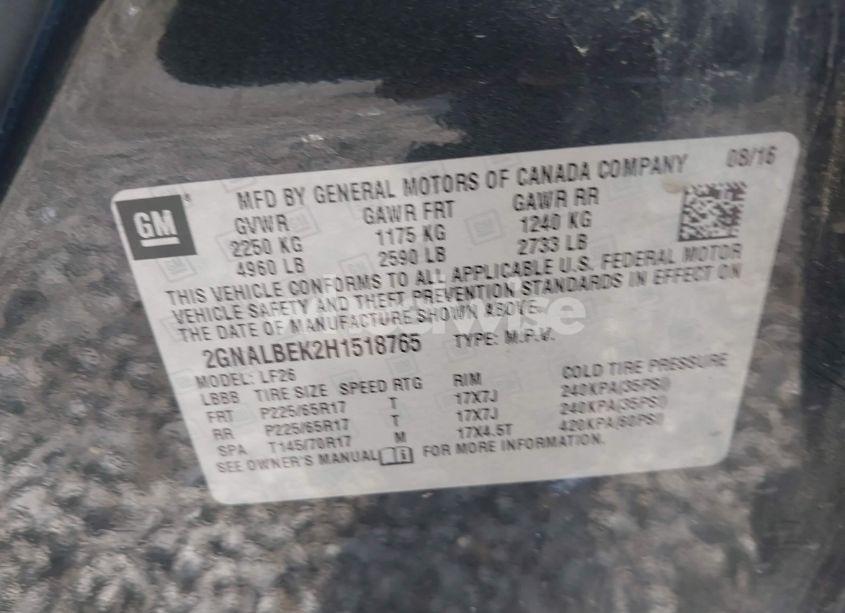 MFD BY GENERAL MOTORS OF CANADA COMPANY 08/16
GM
GVWR GAWR FRT GAWR RR
2250 KG 1175 KG 1240 KG
4960 LB 2590 LB 2733 LB
THIS VEHICLE CONFORMS TO ALL APPLICABLE U.S. FEDERAL MOTOR
VEHICLE SAFETY AND THEFT PREVENTION STANDARDS IN EFFECT ON
THE DATE OF MANUFACTURE SHOWN ABOVE.
2GNALBEK2H1518765 TYPE: M.P.V.
MODEL: LF26
LBBB TIRE SIZE SPEED RTG RIM COLD TIRE PRESSURE
FRT P225/65R17 T 17X7J 240KPA(35PSI)
RR P225/65R17 T 17X7J 240KPA(35PSI)
SPA T145/70R17 M 17X4.5T 420KPA(60PSI)
SEE OWNER'S MANUAL FOR MORE INFORMATION.